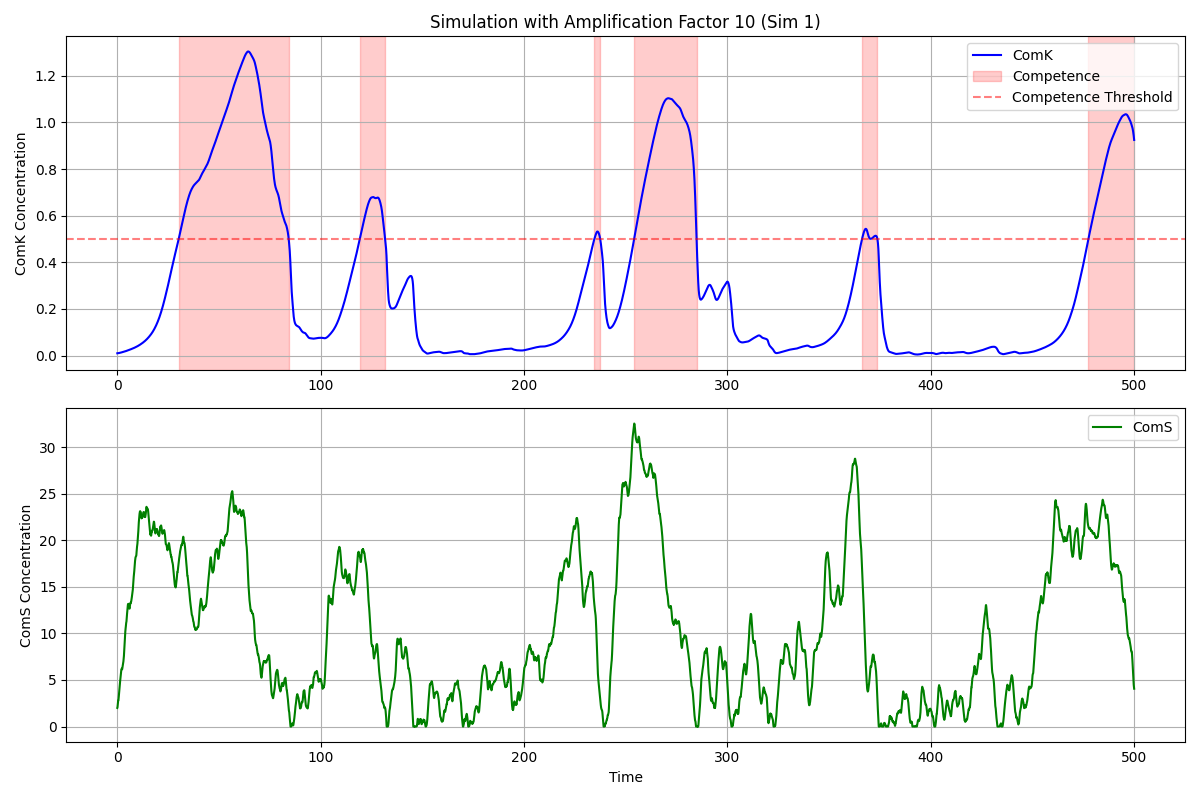 Simulation with Amplification Factor 10 (Sim 1)
ComK Concentration
1.2
1.0
0.8
0.6
0.4
0.2
0.0
ComK
Competence
Competence Threshold
0 100 200 300 400 500
ComS Concentration
30
25
20
15
10
5
0
ComS
0 100 200 300 400 500
Time